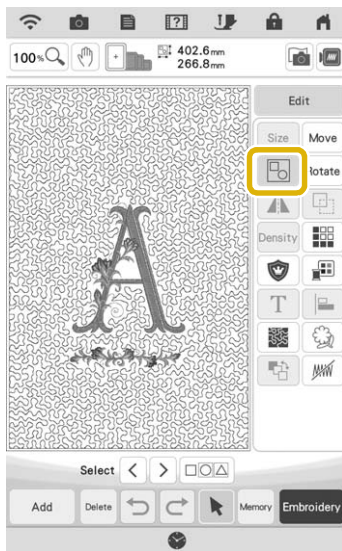 100%
402.6mm
266.8mm
Edit
Size Move
Rotate
Density
T
Select
Add Delete Memory Embroidery
A